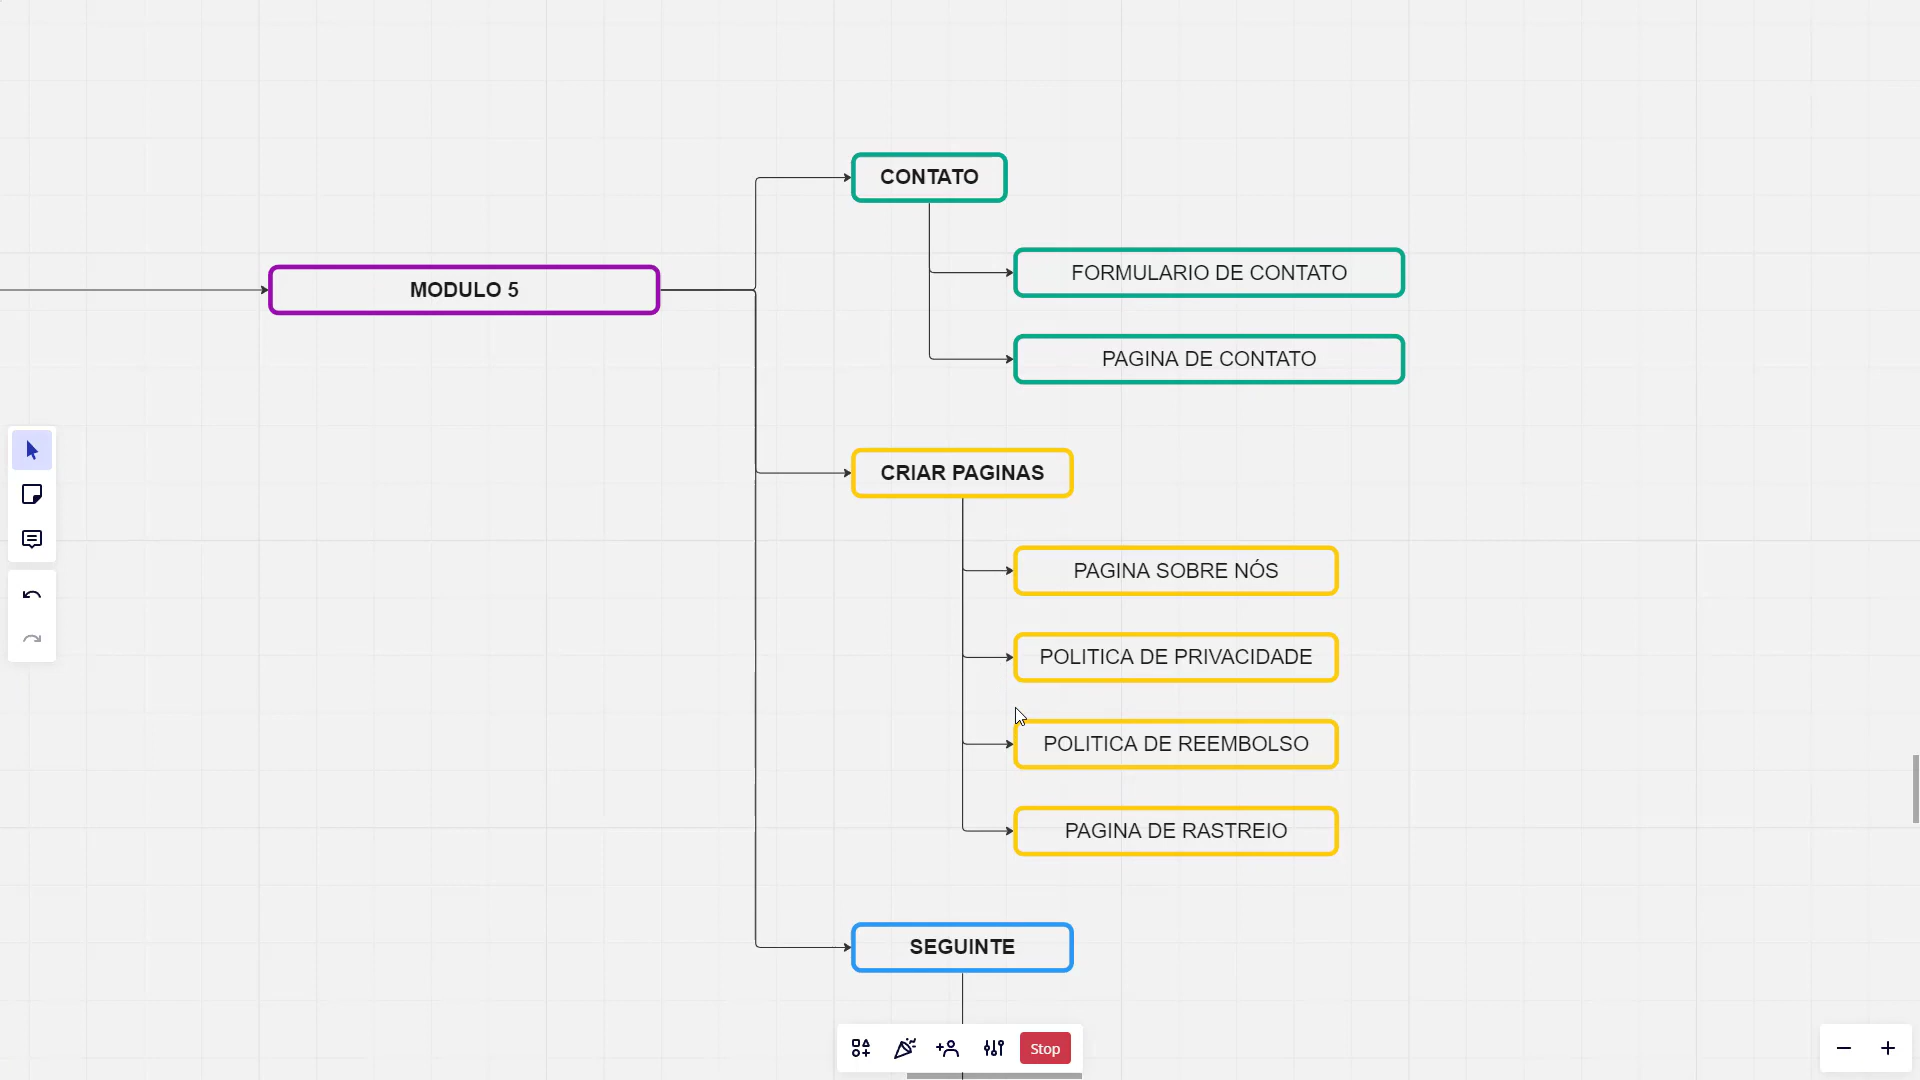 CONTATO
FORMULARIO DE CONTATO
MODULO 5
PAGINA DE CONTATO
CRIAR PAGINAS
PAGINA SOBRE NÓS
POLITICA DE PRIVACIDADE
POLITICA DE REEMBOLSO
PAGINA DE RASTREIO
SEGUINTE
Stop